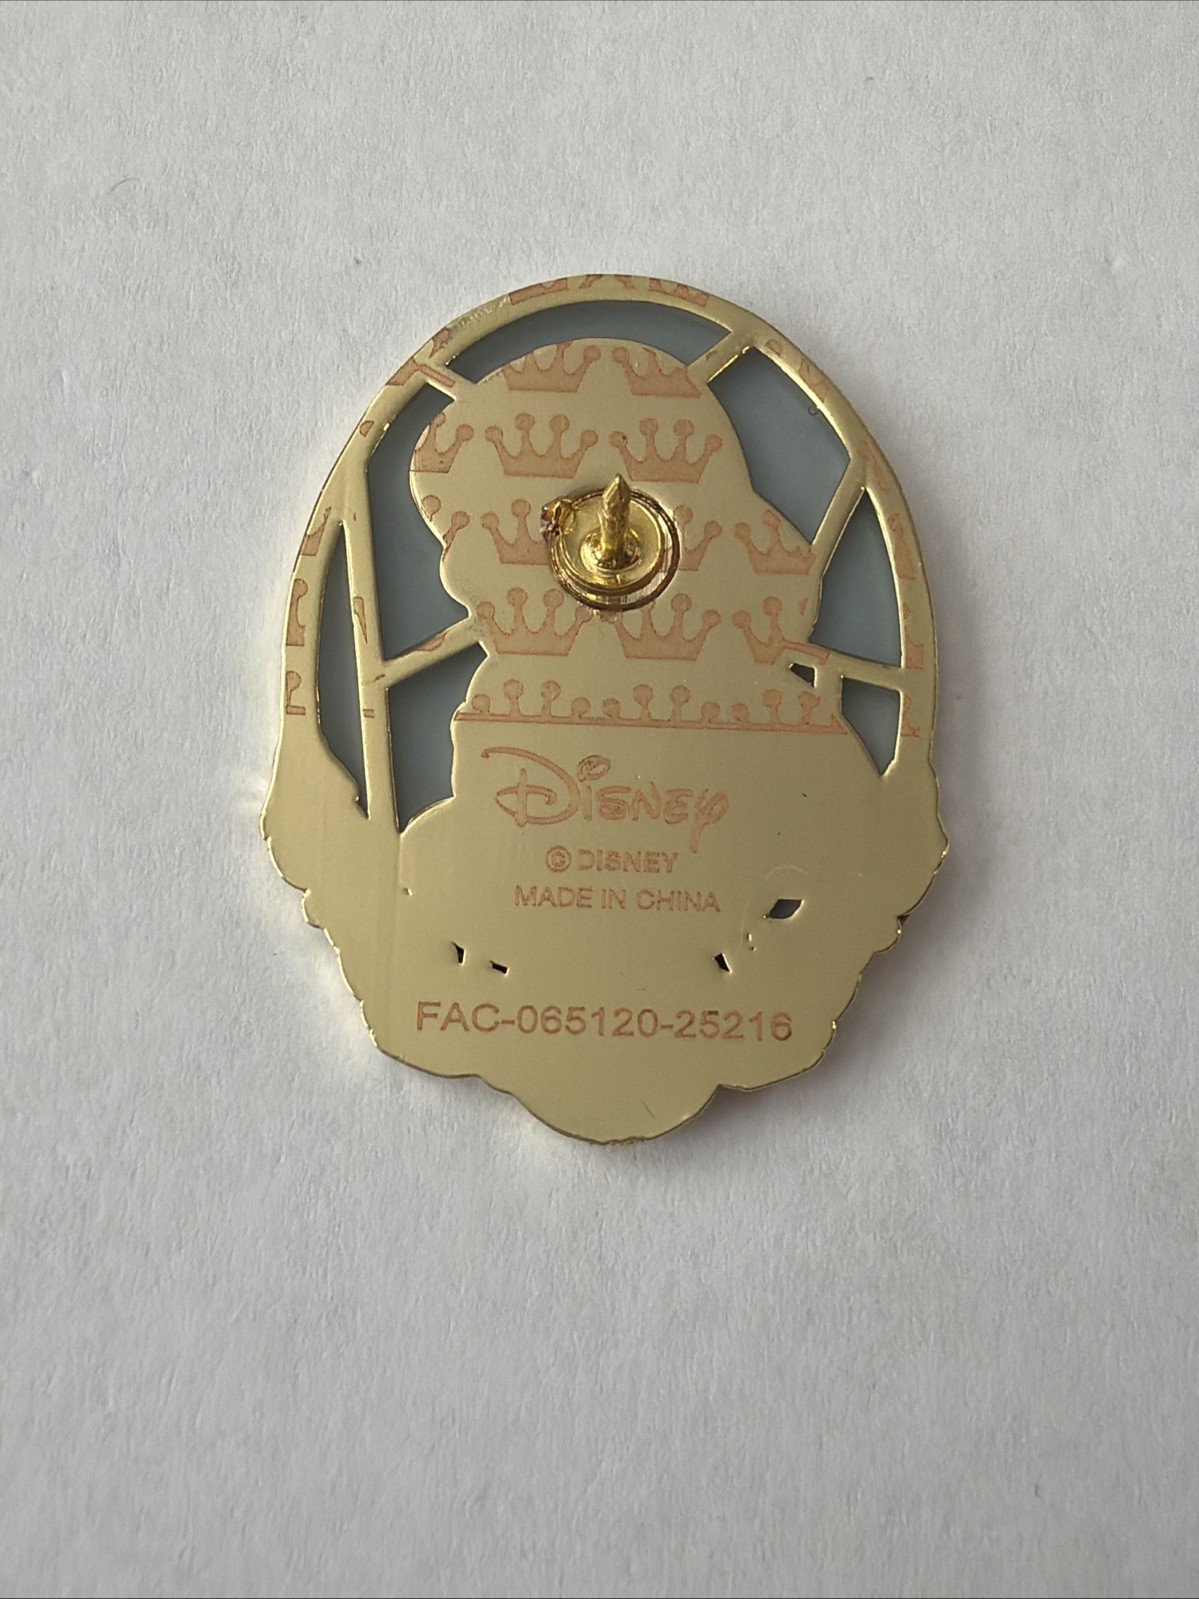 Disney
© DISNEY
MADE IN CHINA
FAC-065120-25216